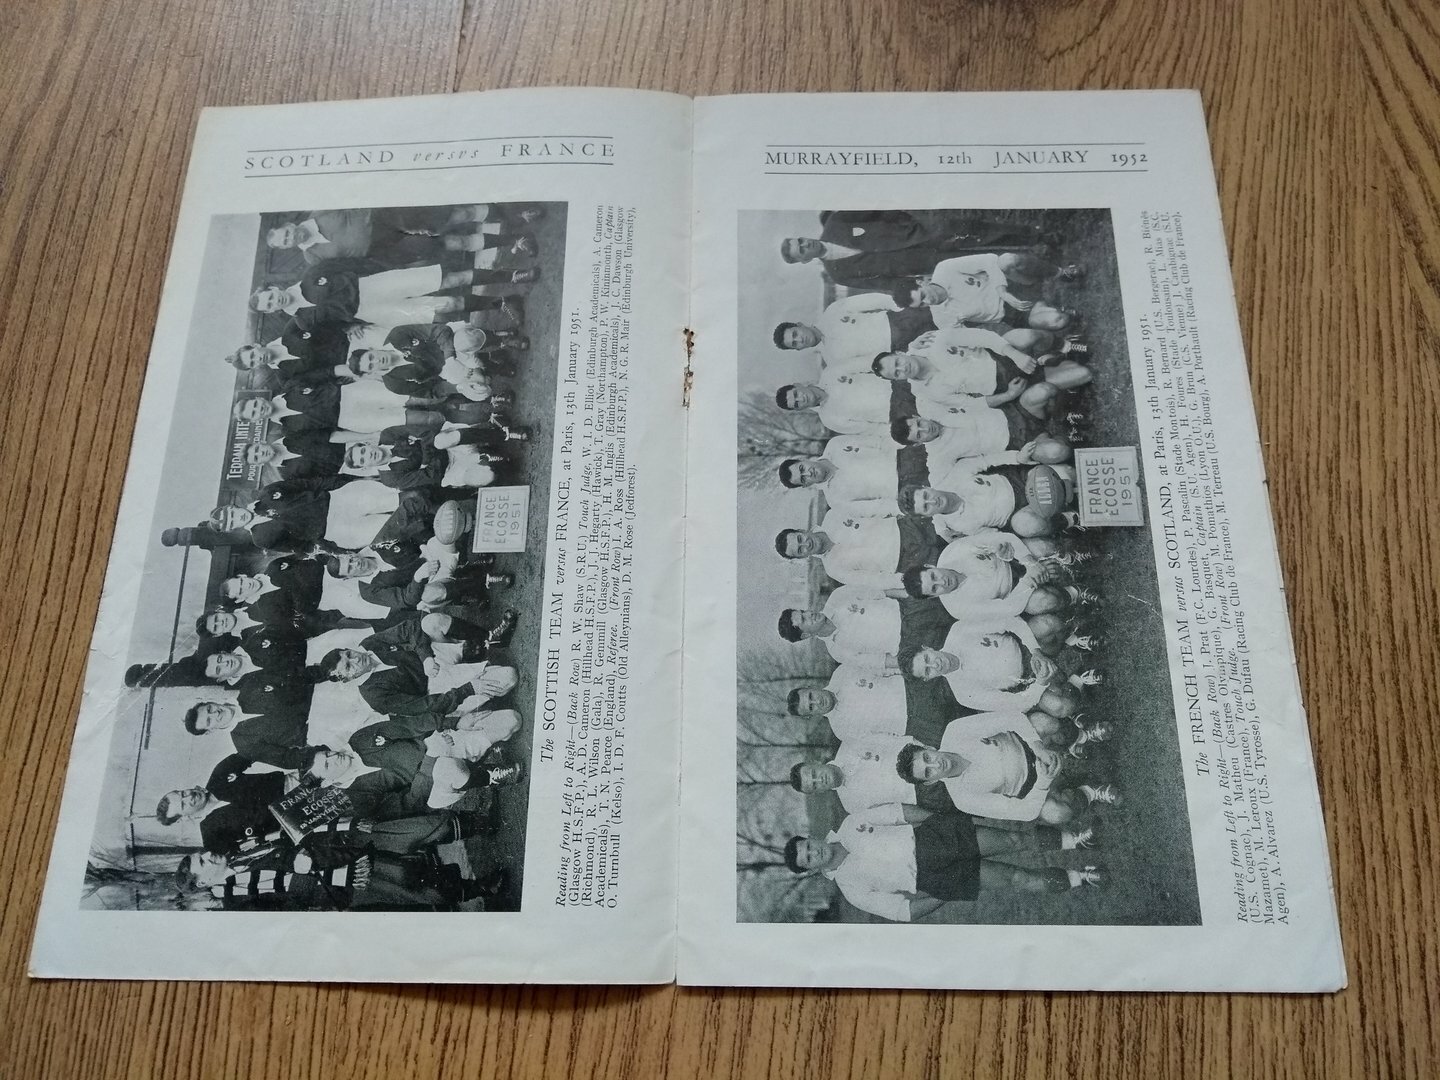 SCOTLAND versus FRANCE
TERRAIN INTE
POUR
FRANCE
ECOSSE
1951
FRANCE
ECOSSE
The SCOTTISH TEAM versus FRANCE, at Paris, 13th January 1951.
Reading from Left to Right—(Back Row) R. W. Shaw (S.R.U.) Touch Judge, W. I. D. Elliot (Edinburgh Academicals), A. Cameron
(Glasgow H.S.F.P.), A. D. Cameron (Hillhead H.S.F.P.), J. J. Hegarty (Hawick), T. Gray (Northampton), P. W. Kininmonth, Captain
(Richmond), R. L. Wilson (Gala), R. Gemmill (Glasgow H.S.F.P.), H. M. Inglis (Edinburgh Academicals), J. C. Dawson (Glasgow
Academicals), T. N. Pearce (England), Referee. (Front Row) I. A. Ross (Hillhead H.S.F.P.), N. G. R. Mair (Edinburgh University),
O. Turnbull (Kelso), I. D. F. Coutts (Old Alleynians), D. M. Rose (Jedforest).
MURRAYFIELD, 12th JANUARY 1952
FRANCE
ÉCOSSE
1951
The FRENCH TEAM versus SCOTLAND, at Paris, 13th January 1951.
Reading from Left to Right—(Back Row) J. Prat (F.C. Lourdes), P. Pascalin (Stade Montois), R. Bernard (U.S. Bergerac), R. Biénès
(U.S. Cognac), J. Matheu (Castres Olympique), G. Basquet, Captain (S.U. Agen), H. Foures (Stade Toulousain), L. Mias (S.C.
Mazamet), M. Leroux (France), Touch Judge. (Front Row) M. Pomathios (Lyon O.U.), G. Brun (C.S. Vienne) J. Carabignac (S.U.
Agen), A. Alvarez (U.S. Tyrosse), G. Dufau (Racing Club de France), M. Terreau (U.S. Bourg), A. Porthault (Racing Club de France),